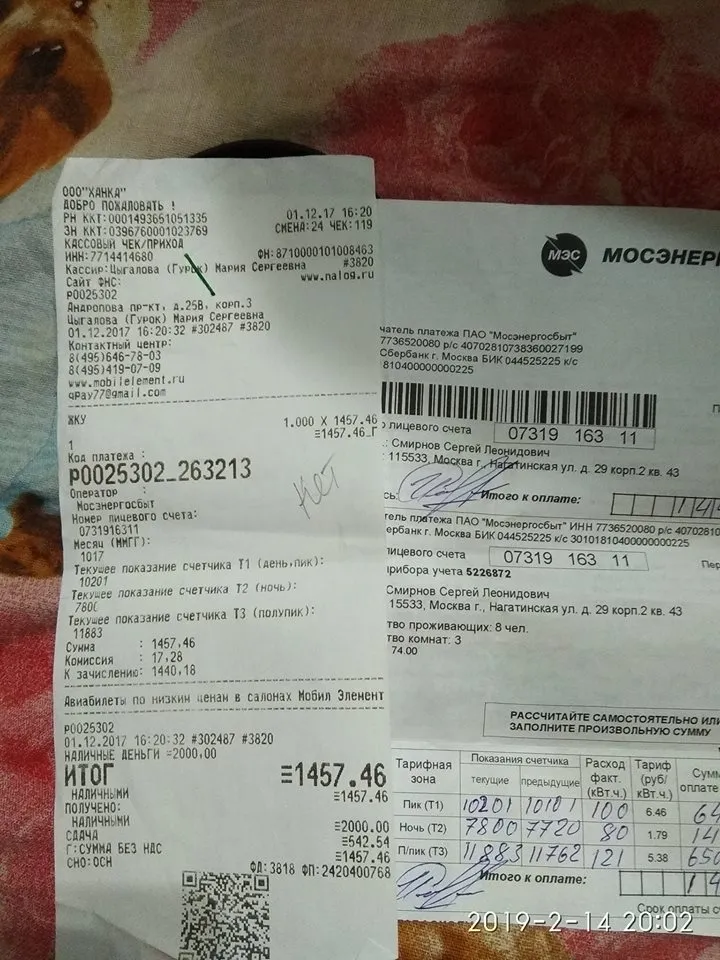 ООО"ХАНКА"
ДОБРО ПОЖАЛОВАТЬ !
РН ККТ:0001493651051335 01.12.17 16:20
ЗН ККТ:0396760001023769 СМЕНА:24 ЧЕК:119
КАССОВЫЙ ЧЕК/ПРИХОД
ИНН:7714414680 ФН:8710000101008463
Кассир:Цыгалова (Гурок) Мария Сергеевна #3820
Сайт ФНС: www.nalog.ru
Р0025302
Андропова пр-кт, д.25В, корп.3
Цыгалова (Гурок) Мария Сергеевна
01.12.2017 16:20:32 #302487 #3820
Контактный центр:
8(495)646-78-03
8(495)419-07-09
www.mobilelement.ru
qPay77@gmail.com
ЖКУ 1.000 X 1457.46
≡1457.46_Г
1
Код платежа :
P0025302_263213
Оператор :
Мосэнергосбыт
Номер лицевого счета:
0731916311
Месяц (ММГГ):
1017
Текущее показание счетчика Т1 (день,пик):
10201
Текущее показание счетчика Т2 (ночь):
7800
Текущее показание счетчика Т3 (полупик):
11883
Сумма : 1457,46
Комиссия : 17,28
К зачислению: 1440,18
нет
Авиабилеты по низким ценам в салонах Мобил Элемент
Р0025302
01.12.2017 16:20:32 #302487 #3820
НАЛИЧНЫЕ ДЕНЬГИ =2000,00
ИТОГ ≡1457.46
НАЛИЧНЫМИ ≡1457.46
ПОЛУЧЕНО:
НАЛИЧНЫМИ ≡2000.00
СДАЧА ≡542.54
Г:СУММА БЕЗ НДС ≡1457.46
СНО:ОСН
ФД:3818 ФП:2420400768
МЭС МОСЭНЕР
чатель платежа ПАО "Мосэнергосбыт"
7736520080 р/с 40702810738360027199
Сбербанк г. Москва БИК 044525225 к/с
810400000000225
о лицевого счета 07319 163 11
.: Смирнов Сергей Леонидович
: 115533, Москва г., Нагатинская ул. д. 29 корп.2 кв. 43
Итого к оплате: 144
тель платежа ПАО "Мосэнергосбыт" ИНН 7736520080 р/с 4070281
ербанк г. Москва БИК 044525225 к/с 30101810400000000225
лицевого счета 07319 163 11 Пер
прибора учета 5226872
Смирнов Сергей Леонидович
15533, Москва г., Нагатинская ул. д. 29 корп.2 кв. 43
тво проживающих: 8 чел.
тво комнат: 3
74.00
РАССЧИТАЙТЕ САМОСТОЯТЕЛЬНО ИЛИ
ЗАПОЛНИТЕ ПРОИЗВОЛЬНУЮ СУММУ
Тарифная зона Показания счетчика Расход факт. (кВт.ч.) Тариф (руб/кВт.ч.) Сумм оплате
текущие предыдущие
Пик (Т1) 10201 10101 100 6.46 64
Ночь (Т2) 7800 7720 80 1.79 14
П/пик (Т3) 11883 11762 121 5.38 650
Итого к оплате: 14
Срок оплаты с
2019-2-14 20:02